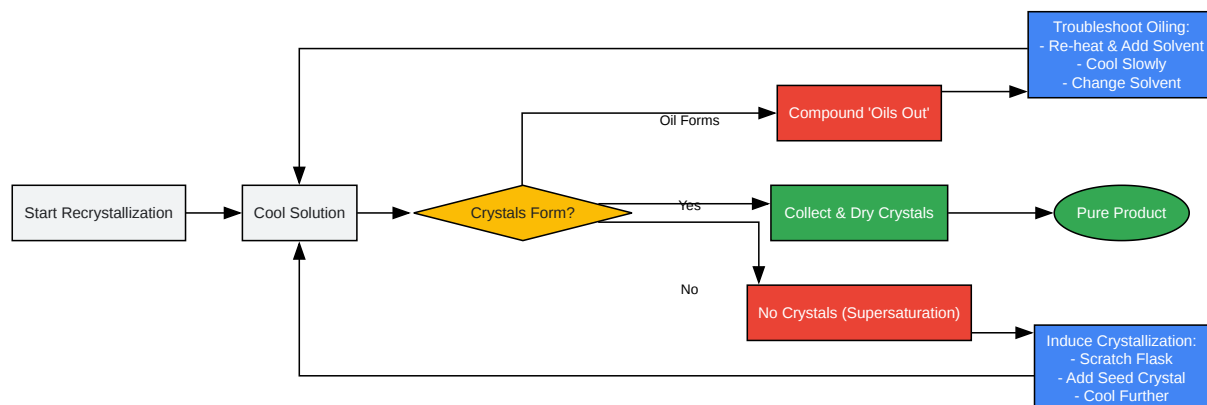 Troubleshoot Oiling:
- Re-heat & Add Solvent
- Cool Slowly
- Change Solvent
Compound 'Oils Out'
Oil Forms
Start Recrystallization
Cool Solution
Crystals Form?
Yes
Collect & Dry Crystals
Pure Product
No
No Crystals (Supersaturation)
Induce Crystallization:
- Scratch Flask
- Add Seed Crystal
- Cool Further